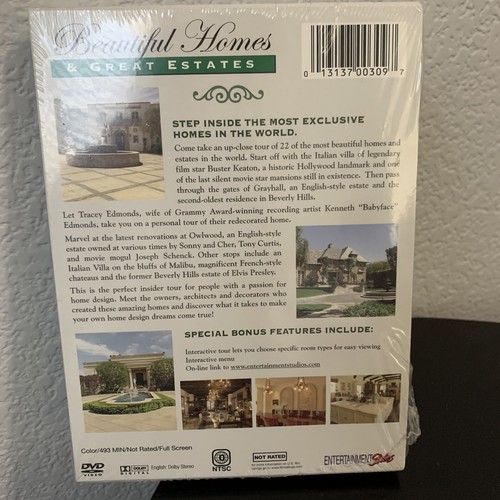 Beautiful Homes
& GREAT ESTATES
0 13137 00309 7
STEP INSIDE THE MOST EXCLUSIVE
HOMES IN THE WORLD.
Come take an up-close tour of 22 of the most beautiful homes and
estates in the world. Start off with the Italian villa of legendary
film star Buster Keaton, a historic Hollywood landmark and one
of the last silent movie star mansions still in existence. Then pass
through the gates of Grayhall, an English-style estate and the
second-oldest residence in Beverly Hills.
Let Tracey Edmonds, wife of Grammy Award-winning recording artist Kenneth "Babyface"
Edmonds, take you on a personal tour of their redecorated home.
Marvel at the latest renovations at Owlwood, an English-style
estate owned at various times by Sonny and Cher, Tony Curtis,
and movie mogul Joseph Schenck. Other stops include an
Italian Villa on the bluffs of Malibu, magnificent French-style
chateaus and the former Beverly Hills estate of Elvis Presley.
This is the perfect insider tour for people with a passion for
home design. Meet the owners, architects and decorators who
created these amazing homes and discover what it takes to make
your own home design dreams come true!
SPECIAL BONUS FEATURES INCLUDE:
Interactive tour lets you choose specific room types for easy viewing
Interactive menu
On-line link to www.entertainmentstudios.com
Color/493 MIN/Not Rated/Full Screen
DVD
VIDEO
DOLBY
DIGITAL
English Dolby Stereo
NTSC
NOT RATED
ENTERTAINMENT